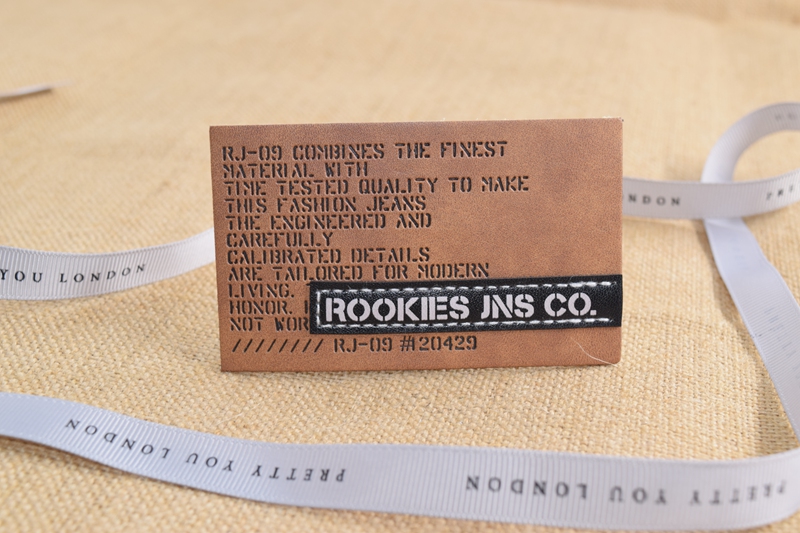 RJ-09 COMBINES THE FINEST
MATERIAL WITH
TIME TESTED QUALITY TO MAKE
THIS FASHION JEANS
THE ENGINEERED AND
CAREFULLY
CALIBRATED DETAILS
ARE TAILORED FOR MODERN
LIVING.
HONOR.
NOT WOR
ROOKIES JNS CO.
//////// RJ-09 #20429
YOU LONDON
NDON
PRE
PRETTY YOU LONDON
PRETTY YOU LONDON